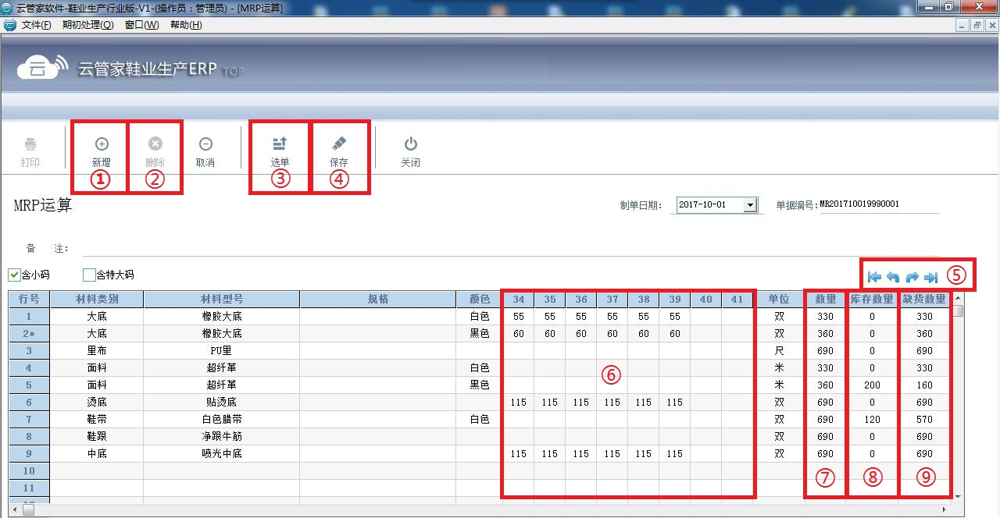 云管家软件-鞋业生产行业版-V1-(操作员：管理员) - [MRP运算]
文件(F) 期初处理(Q) 窗口(W) 帮助(H)
云 云管家鞋业生产ERP TOP
打印 新增 删除 取消 选单 保存 关闭
① ② ③ ④
MRP运算 制单日期： 2017-10-01 单据编号：MR201710019990001
备 注：
含小码 含特大码 ⑤
行号 材料类别 材料型号 规格 颜色 34 35 36 37 38 39 40 41 单位 数量 库存数量 缺货数量
1 大底 橡胶大底 白色 55 55 55 55 55 55 双 330 0 330
2* 大底 橡胶大底 黑色 60 60 60 60 60 60 双 360 0 360
3 里布 PU里 尺 690 0 690
4 面料 超纤革 白色 米 330 0 330
5 面料 超纤革 黑色 米 360 200 160
⑥
6 烫底 贴烫底 115 115 115 115 115 115 双 690 0 690
7 鞋带 白色腊带 白色 双 690 120 570
8 鞋跟 净跟牛筋 双 690 0 690
9 中底 喷光中底 115 115 115 115 115 115 双 690 0 690
10
⑦ ⑧ ⑨
11